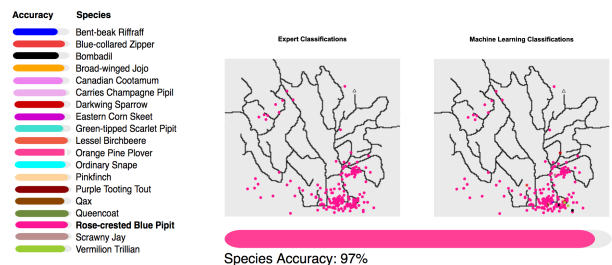 Accuracy Species
Bent-beak Riffraff
Blue-collared Zipper
Bombadil
Broad-winged Jojo
Canadian Cootamum
Carries Champagne Pipil
Darkwing Sparrow
Eastern Corn Skeet
Green-tipped Scarlet Pipit
Lessel Birchbeere
Orange Pine Plover
Ordinary Snape
Pinkfinch
Purple Tooting Tout
Qax
Queencoat
Rose-crested Blue Pipit
Scrawny Jay
Vermilion Trillian
Expert Classifications
Machine Learning Classifications
Species Accuracy: 97%